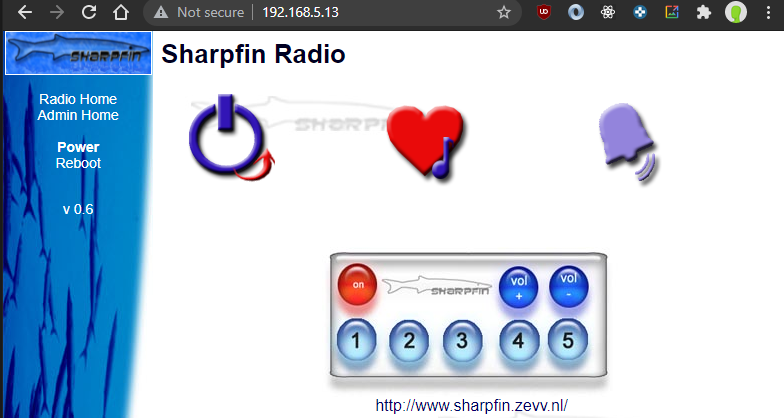 Not secure | 192.168.5.13
SHARPFIN
Sharpfin Radio
SHARPFIN
Radio Home
Admin Home
Power
Reboot
v 0.6
on
SHARPFIN
vol
+
vol
-
1 2 3 4 5
http://www.sharpfin.zevv.nl/